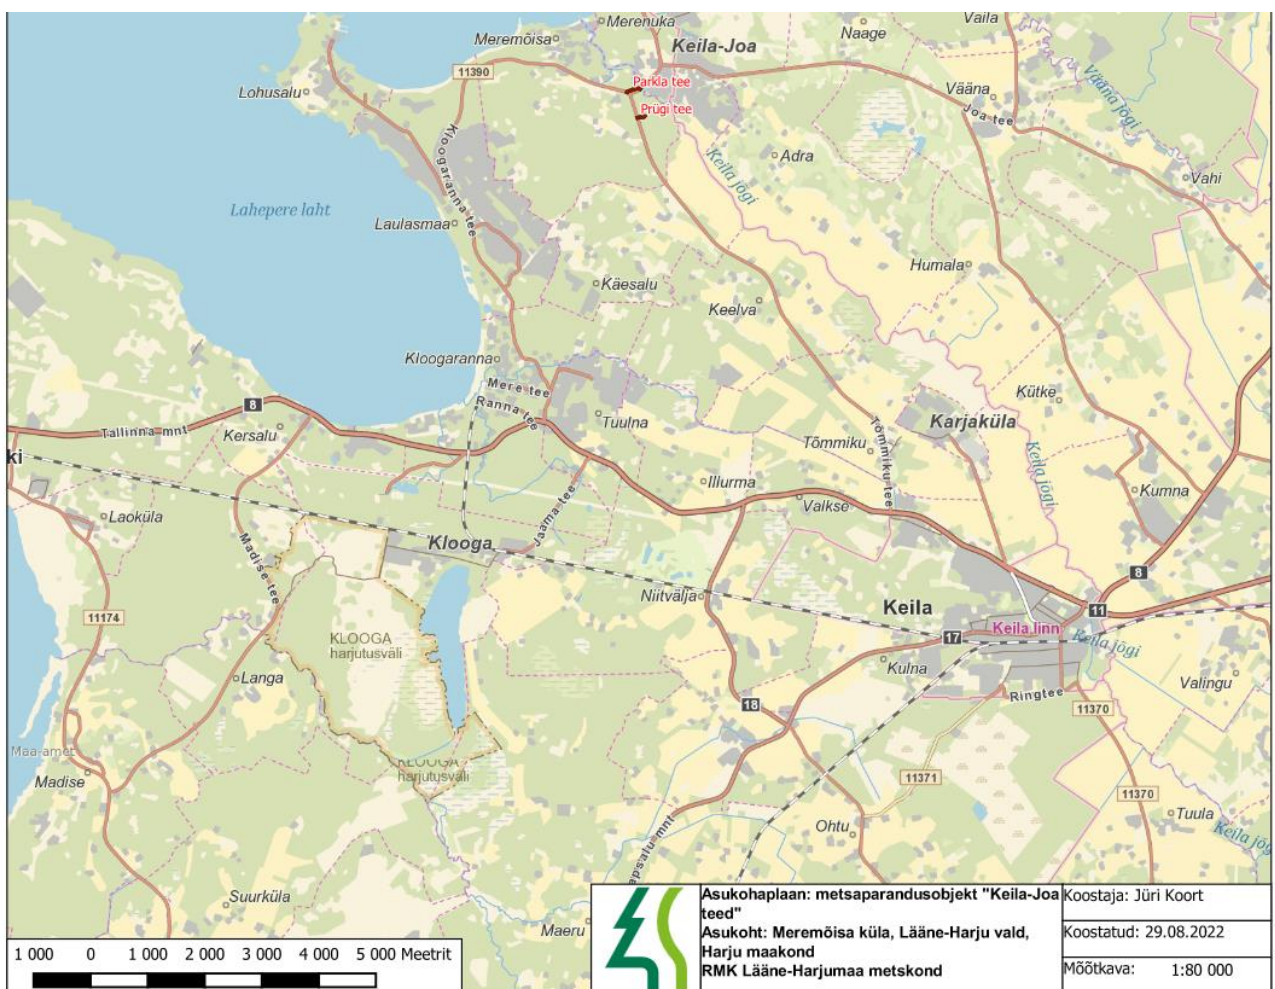 Merenuka
Vaila
Meremõisa
Keila-Joa
Naage
11390
Parkla tee
Lohusalu
Prügi tee
Vääna
Joa tee
Vääna jõgi
Kloogaranna tee
Keila jõgi
Adra
Vahi
Lahepere laht
Laulasmaa
Humala
Käesalu
Keelva
Kloogaranna
Mere tee
Ranna tee
Kütke
8
Tallinna mnt
Kersalu
Tuulna
Karjaküla
Tõmmiku
Tõmmiku tee
Keila jõgi
ki
Illurma
Valkse
Kumna
Laoküla
Jaama tee
Klooga
Madise tee
8
Niitvälja
Keila
11
11174
Keila linn
17
Keila jõgi
KLOOGA
harjutusväli
Kulna
Langa
Valingu
Ringtee
18
11370
Maa-amet
KLOOGA
harjutusväli
Madise
11371
11370
Tuula
Ohtu
Keila jõg
apsalu mnt
Suurküla
Maeru
Asukohaplaan: metsaparandusobjekt "Keila-Joa
teed"
Asukoht: Meremõisa küla, Lääne-Harju vald,
Harju maakond
RMK Lääne-Harjumaa metskond
Koostaja: Jüri Koort
Koostatud: 29.08.2022
Mõõtkava: 1:80 000
1 000 0 1 000 2 000 3 000 4 000 5 000 Meetrit